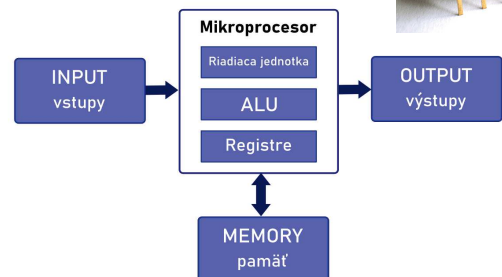 Mikroprocesor
Riadiaca jednotka
ALU
Registre
INPUT
vstupy
OUTPUT
výstupy
MEMORY
pamäť